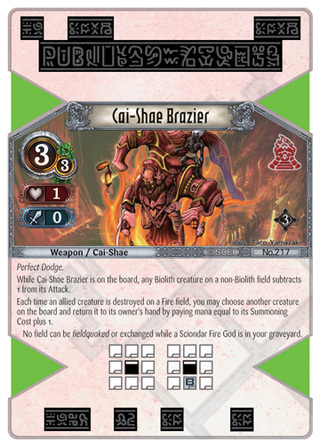 Cai-Shae Brazier
3
3
1
0
Taro Yamazaki
3
Weapon / Cai-Shae
SCEI
No.217
Perfect Dodge.
While Cai-Shae Brazier is on the board, any Biolith creature on a non-Biolith field subtracts
1 from its Attack.
Each time an allied creature is destroyed on a Fire field, you may choose another creature
on the board and return it to its owner's hand by paying mana equal to its Summoning
Cost plus 1.
No field can be fieldquaked or exchanged while a Sciondar Fire God is in your graveyard.
B